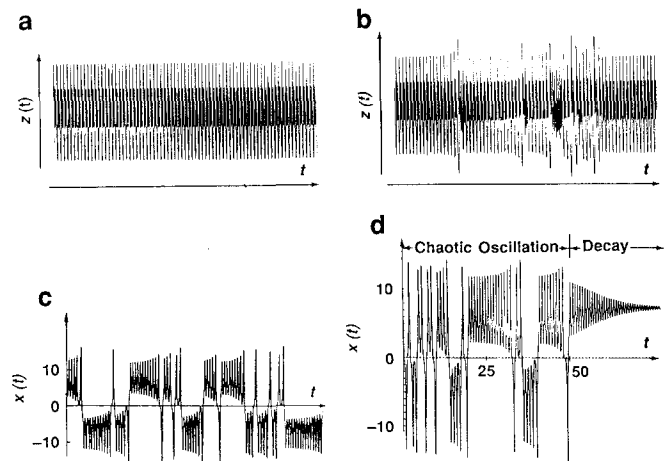 a
z (t)
t
b
z (t)
t
c
x (t)
10
0
−10
t
d
Chaotic Oscillation
Decay
x (t)
10
0
−10
25
50
t